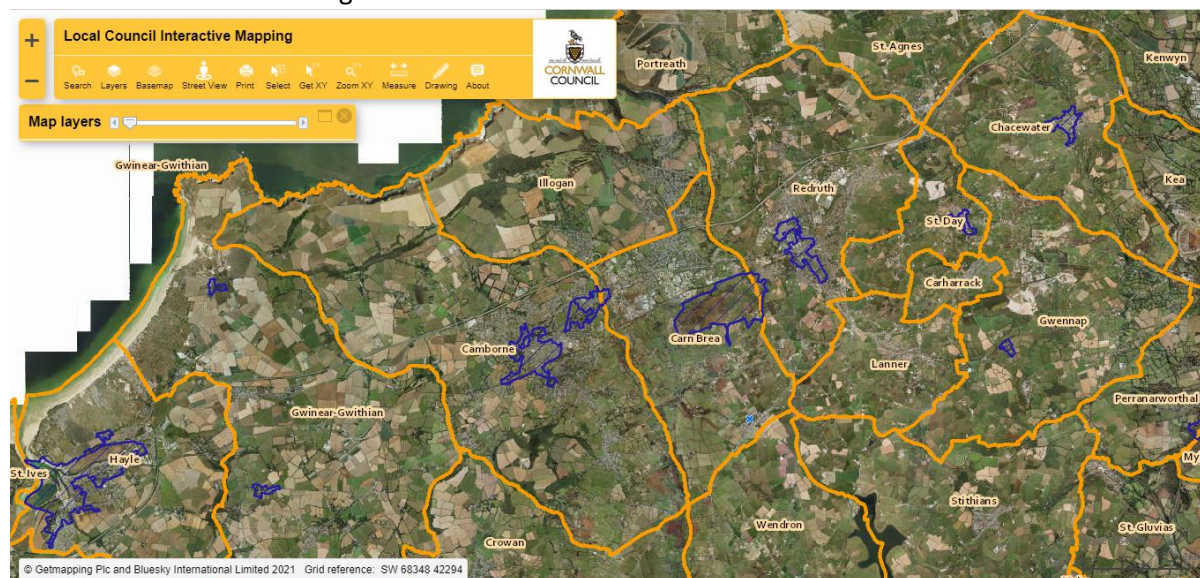 +
−
Local Council Interactive Mapping
Search Layers Basemap Street View Print Select Get XY Zoom XY Measure Drawing About
CORNWALL
COUNCIL
Map layers
St. Agnes
Portreath
Kenwyn
Chacewater
Gwinear-Gwithian
Illogan
Redruth
Kea
St. Day
Carharrack
Gwennap
Camborne
Carn Brea
Lanner
Perranarworthal
Gwinear-Gwithian
Hayle
St. Ives
My
Stithians
Wendron
St. Gluvias
Crowan
© Getmapping Plc and Bluesky International Limited 2021 Grid reference: SW 68348 42294